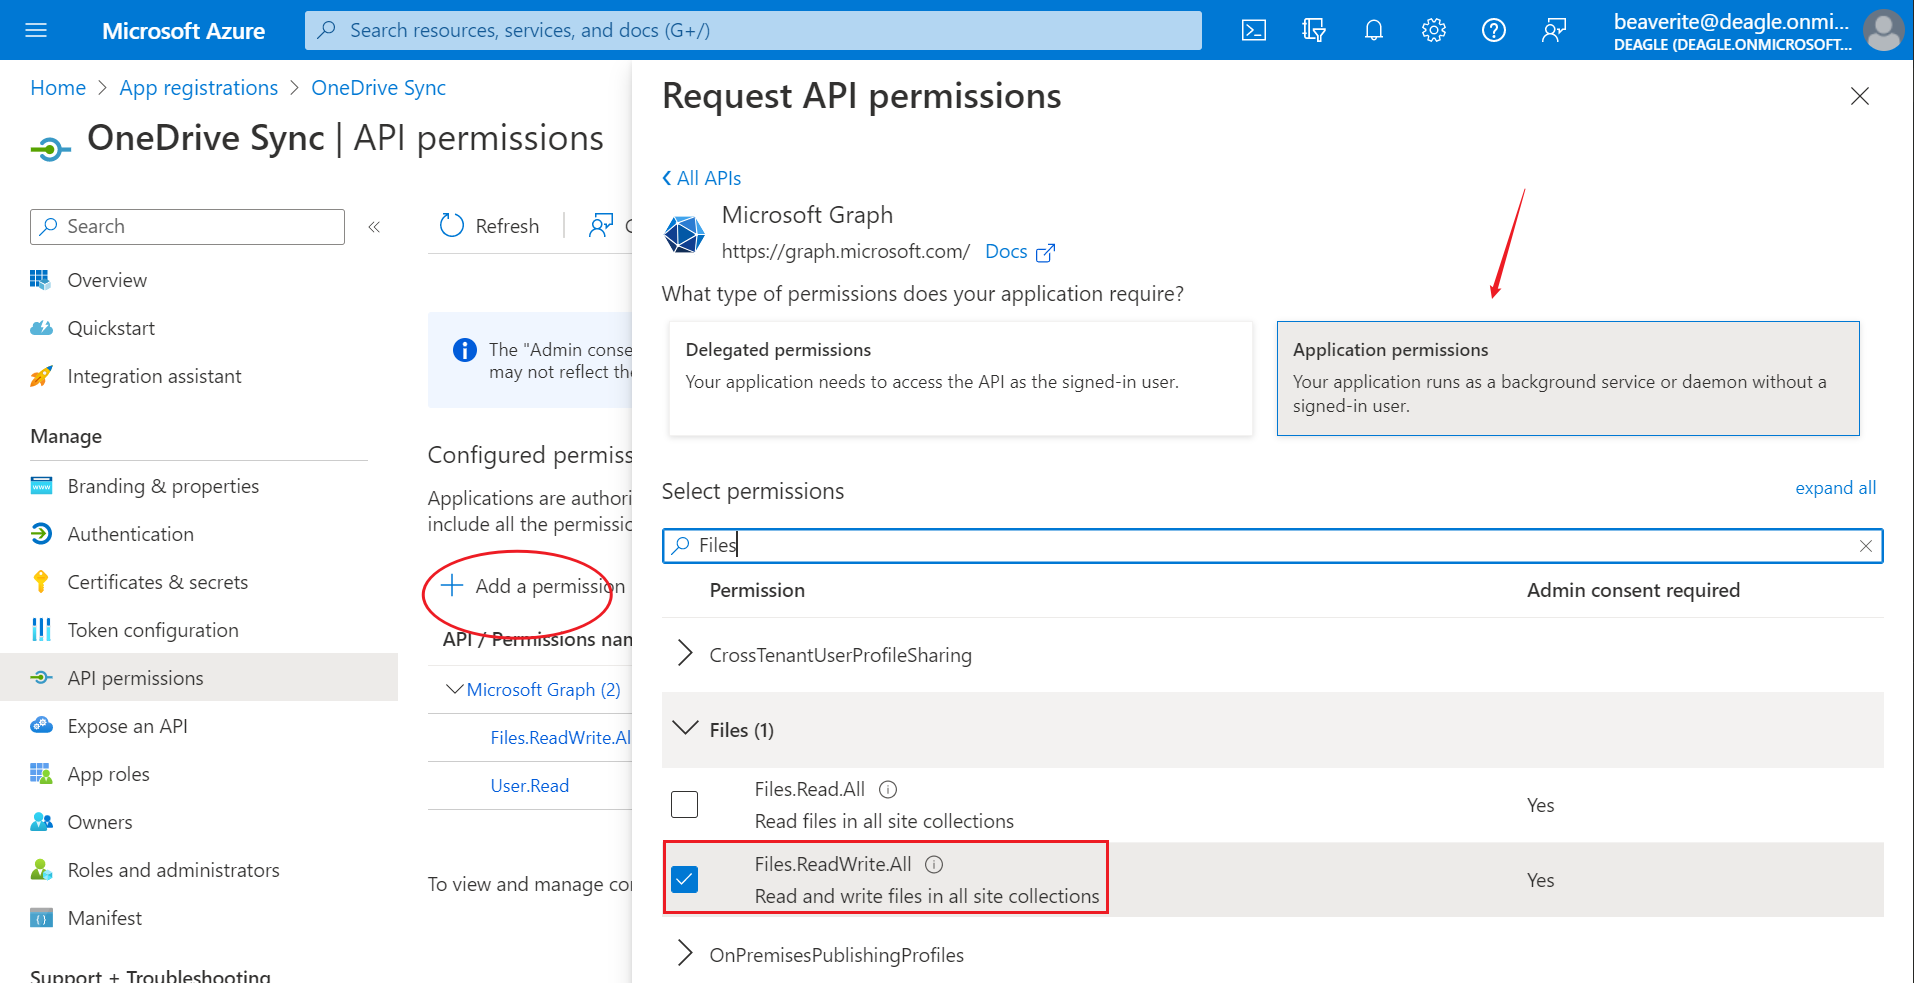 Microsoft Azure
Search resources, services, and docs (G+/)
beaverite@deagle.onmi...
DEAGLE (DEAGLE.ONMICROSOFT...
Home > App registrations > OneDrive Sync
OneDrive Sync | API permissions
Search
Overview
Quickstart
Integration assistant
Manage
Branding & properties
Authentication
Certificates & secrets
Token configuration
API permissions
Expose an API
App roles
Owners
Roles and administrators
Manifest
Support + Troubleshooting
Refresh
The "Admin conse
may not reflect the
Configured permiss
Applications are authori
include all the permissio
Add a permission
API / Permissions nam
Microsoft Graph (2)
Files.ReadWrite.Al
User.Read
To view and manage con
Request API permissions
All APIs
Microsoft Graph
https://graph.microsoft.com/ Docs
What type of permissions does your application require?
Delegated permissions
Your application needs to access the API as the signed-in user.
Application permissions
Your application runs as a background service or daemon without a
signed-in user.
Select permissions
expand all
Files
Permission
Admin consent required
CrossTenantUserProfileSharing
Files (1)
Files.Read.All
Read files in all site collections
Yes
Files.ReadWrite.All
Read and write files in all site collections
Yes
OnPremisesPublishingProfiles